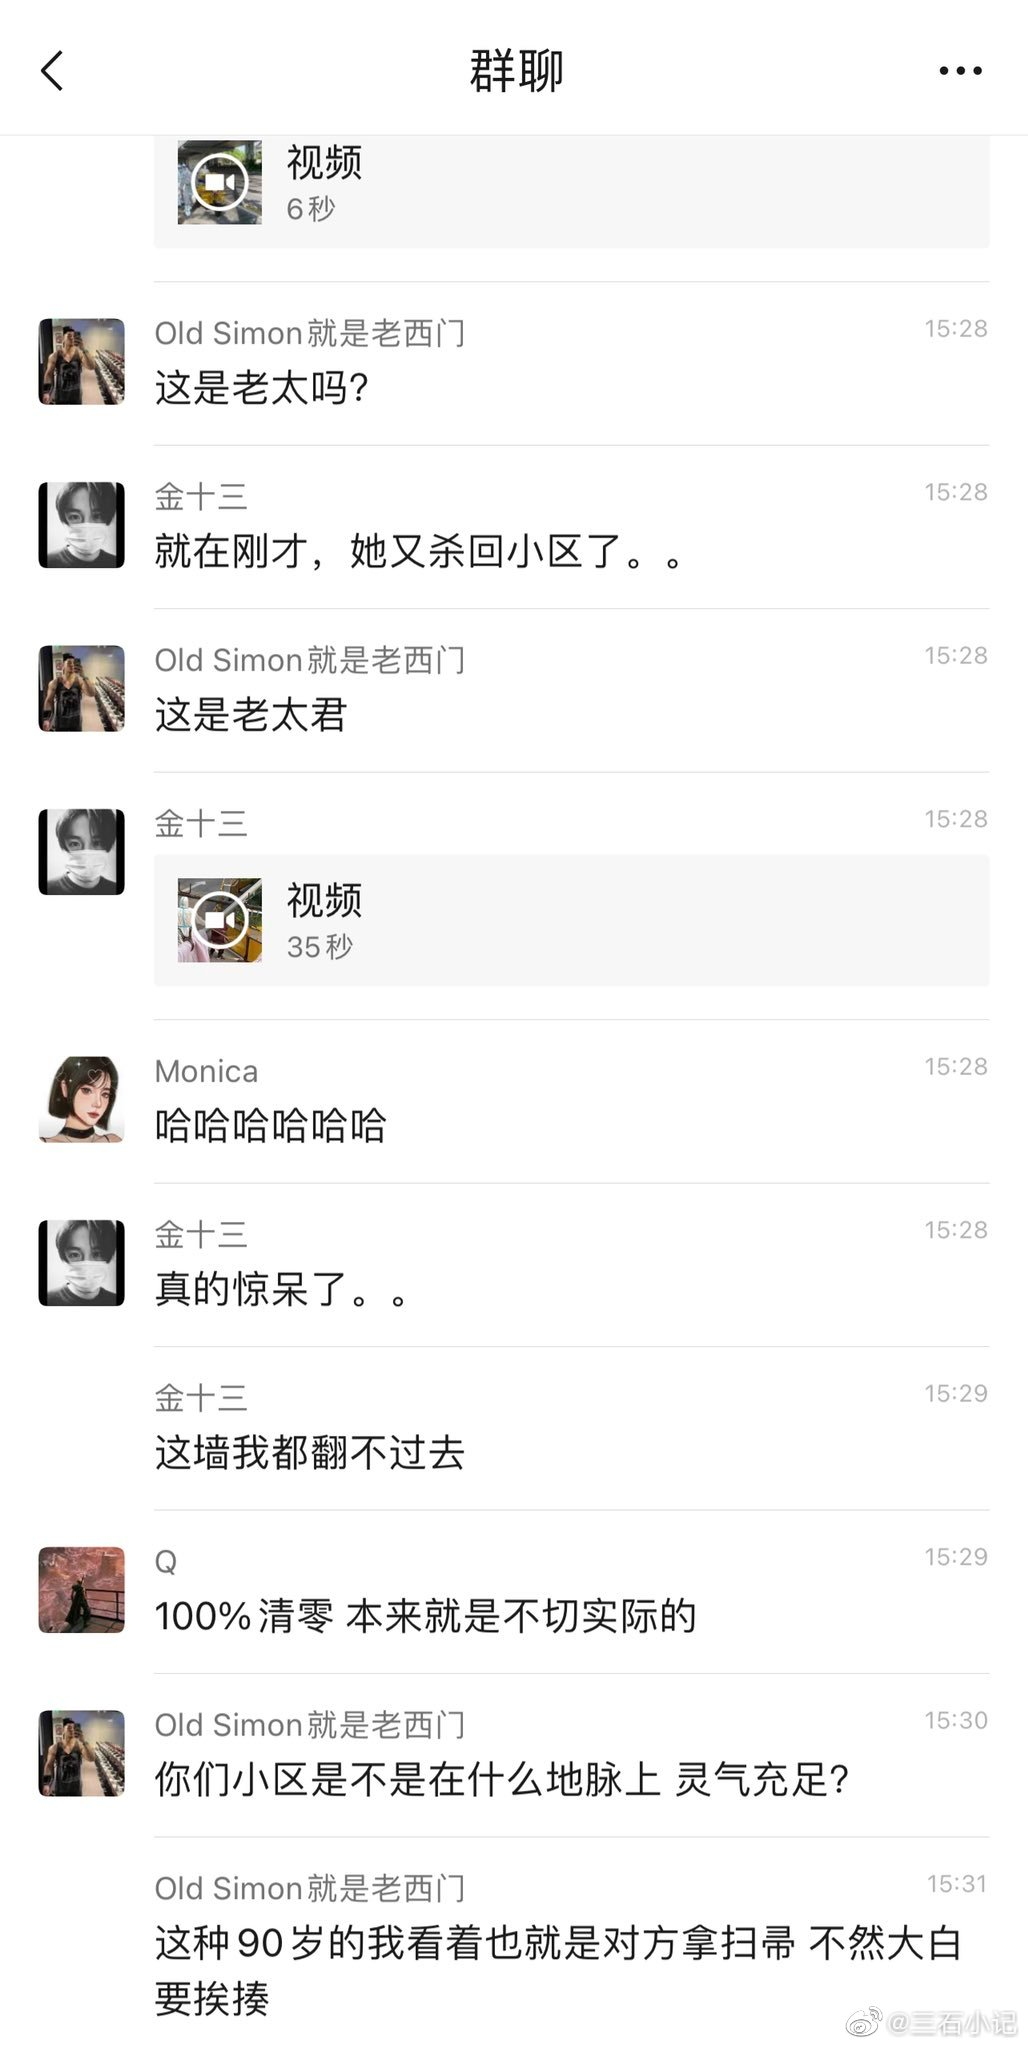 群聊
视频
6秒
Old Simon就是老西门
15:28
这是老太吗?
金十三
15:28
就在刚才，她又杀回小区了。。
Old Simon就是老西门
15:28
这是老太君
金十三
15:28
视频
35秒
Monica
15:28
哈哈哈哈哈哈
金十三
15:28
真的惊呆了。。
金十三
15:29
这墙我都翻不过去
Q
15:29
100%清零 本来就是不切实际的
Old Simon就是老西门
15:30
你们小区是不是在什么地脉上 灵气充足?
Old Simon就是老西门
15:31
这种90岁的我看着也就是对方拿扫帚 不然大白
要挨揍
@三石小记